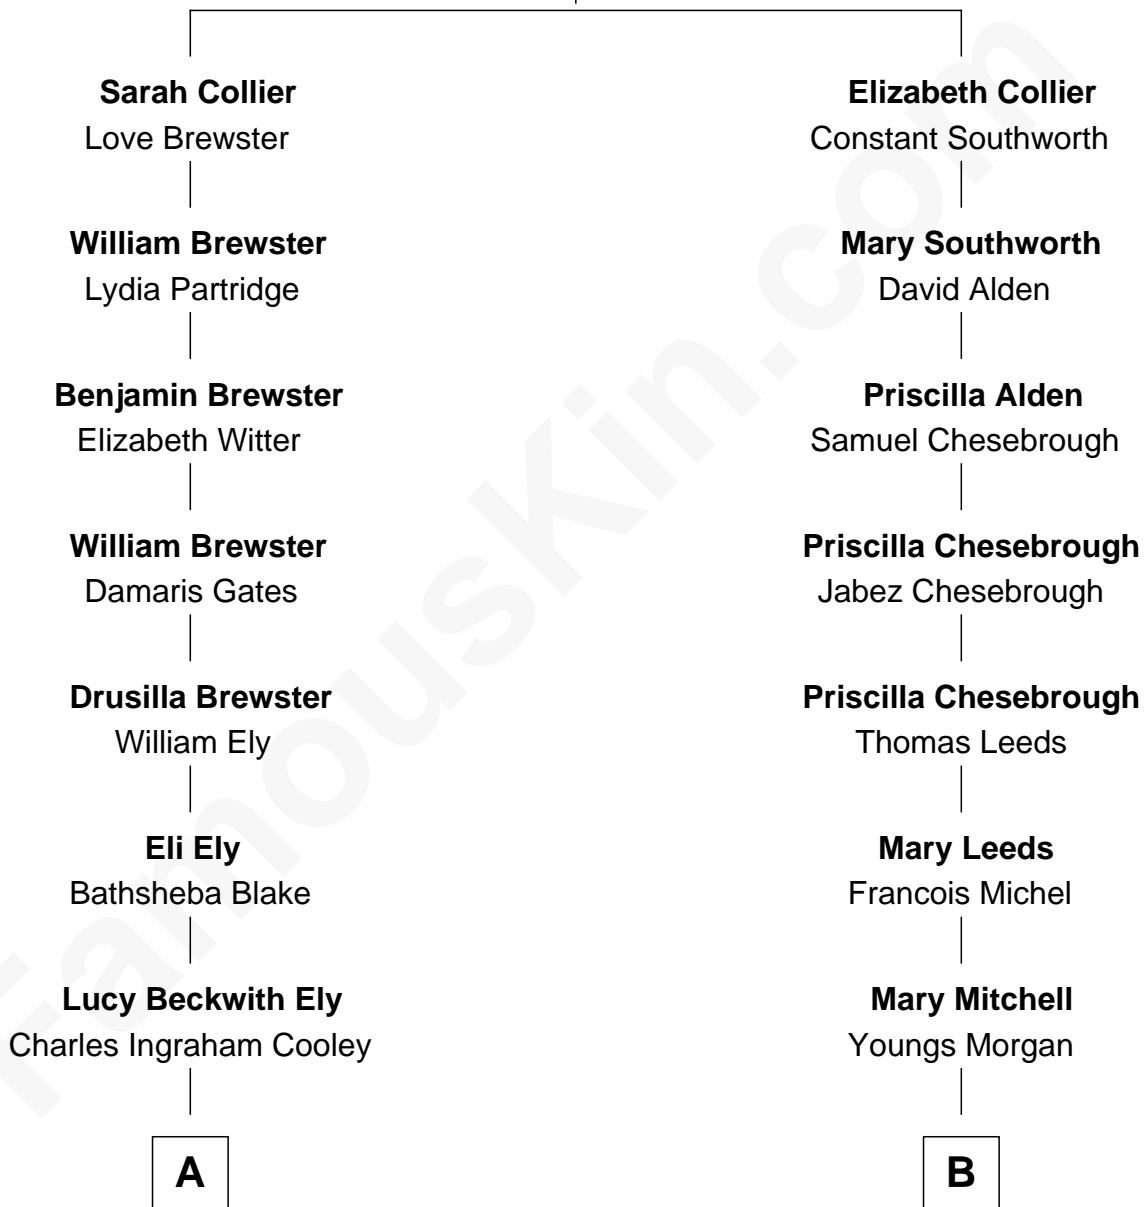 Sarah Collier
Love Brewster
William Brewster
Lydia Partridge
Benjamin Brewster
Elizabeth Witter
William Brewster
Damaris Gates
Drusilla Brewster
William Ely
Eli Ely
Bathsheba Blake
Lucy Beckwith Ely
Charles Ingraham Cooley
A
Elizabeth Collier
Constant Southworth
Mary Southworth
David Alden
Priscilla Alden
Samuel Chesebrough
Priscilla Chesebrough
Jabez Chesebrough
Priscilla Chesebrough
Thomas Leeds
Mary Leeds
Francois Michel
Mary Mitchell
Youngs Morgan
B
FamousKin.com